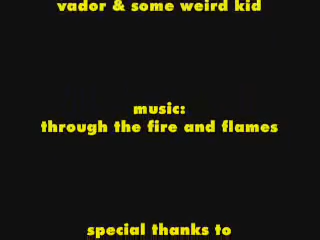 vador & some weird kid
music:
through the fire and flames
special thanks to